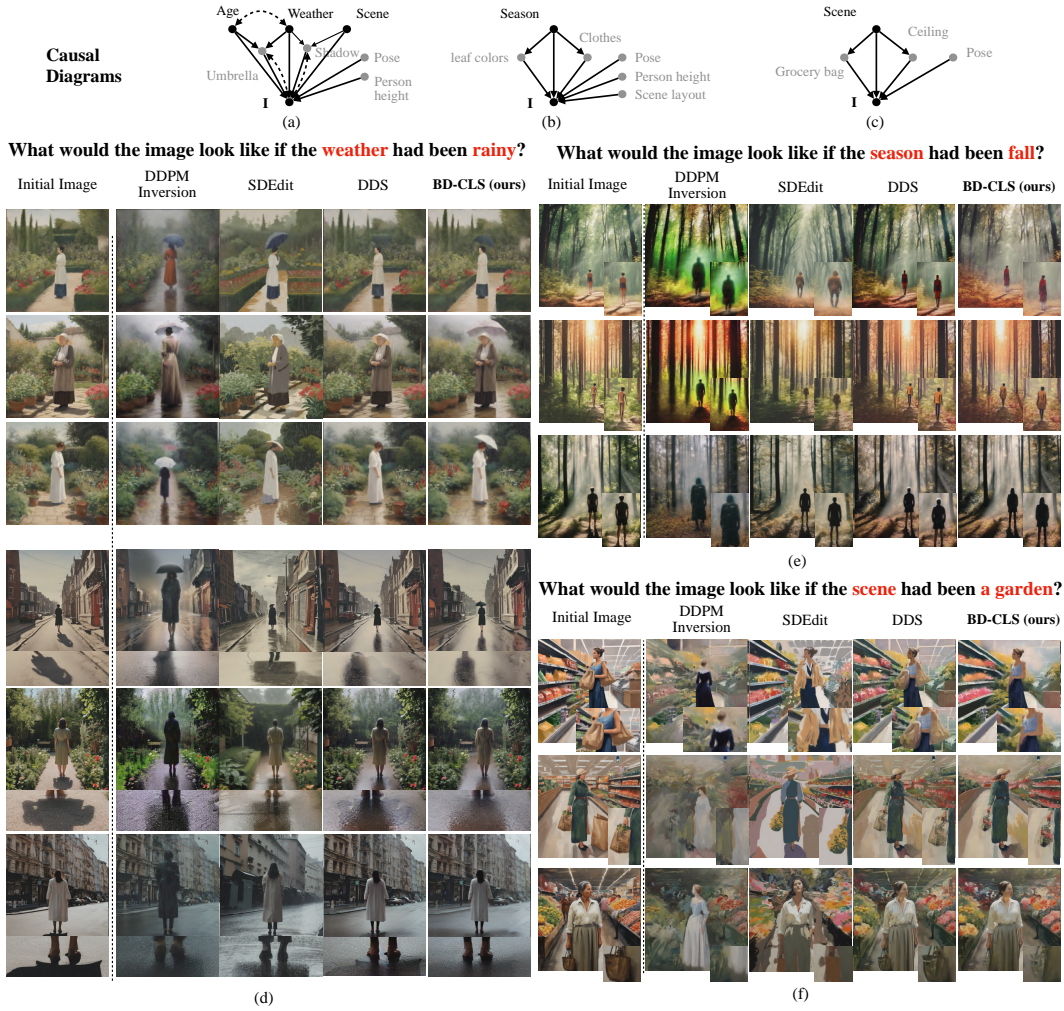 Causal
Diagrams
Age
Weather
Scene
Shadow
Umbrella
Pose
Person
height
I
(a)
Season
Clothes
leaf colors
Pose
Person height
Scene layout
I
(b)
Scene
Ceiling
Grocery bag
Pose
I
(c)
What would the image look like if the weather had been rainy?
Initial Image
DDPM
Inversion
SDEdit
DDS
BD-CLS (ours)
(d)
What would the image look like if the season had been fall?
Initial Image
DDPM
Inversion
SDEdit
DDS
BD-CLS (ours)
(e)
What would the image look like if the scene had been a garden?
Initial Image
DDPM
Inversion
SDEdit
DDS
BD-CLS (ours)
(f)